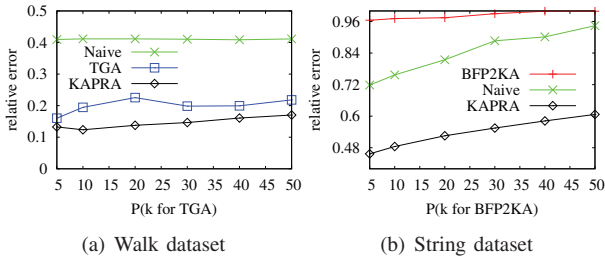 0.5
0.4
0.3
0.2
0.1
0
relative error
Naive
TGA
KAPRA
5 10 15 20 25 30 35 40 45 50
P(k for TGA)
(a) Walk dataset
0.96
0.84
0.72
0.6
0.48
relative error
BFP2KA
Naive
KAPRA
5 10 15 20 25 30 35 40 45 50
P(k for BFP2KA)
(b) String dataset